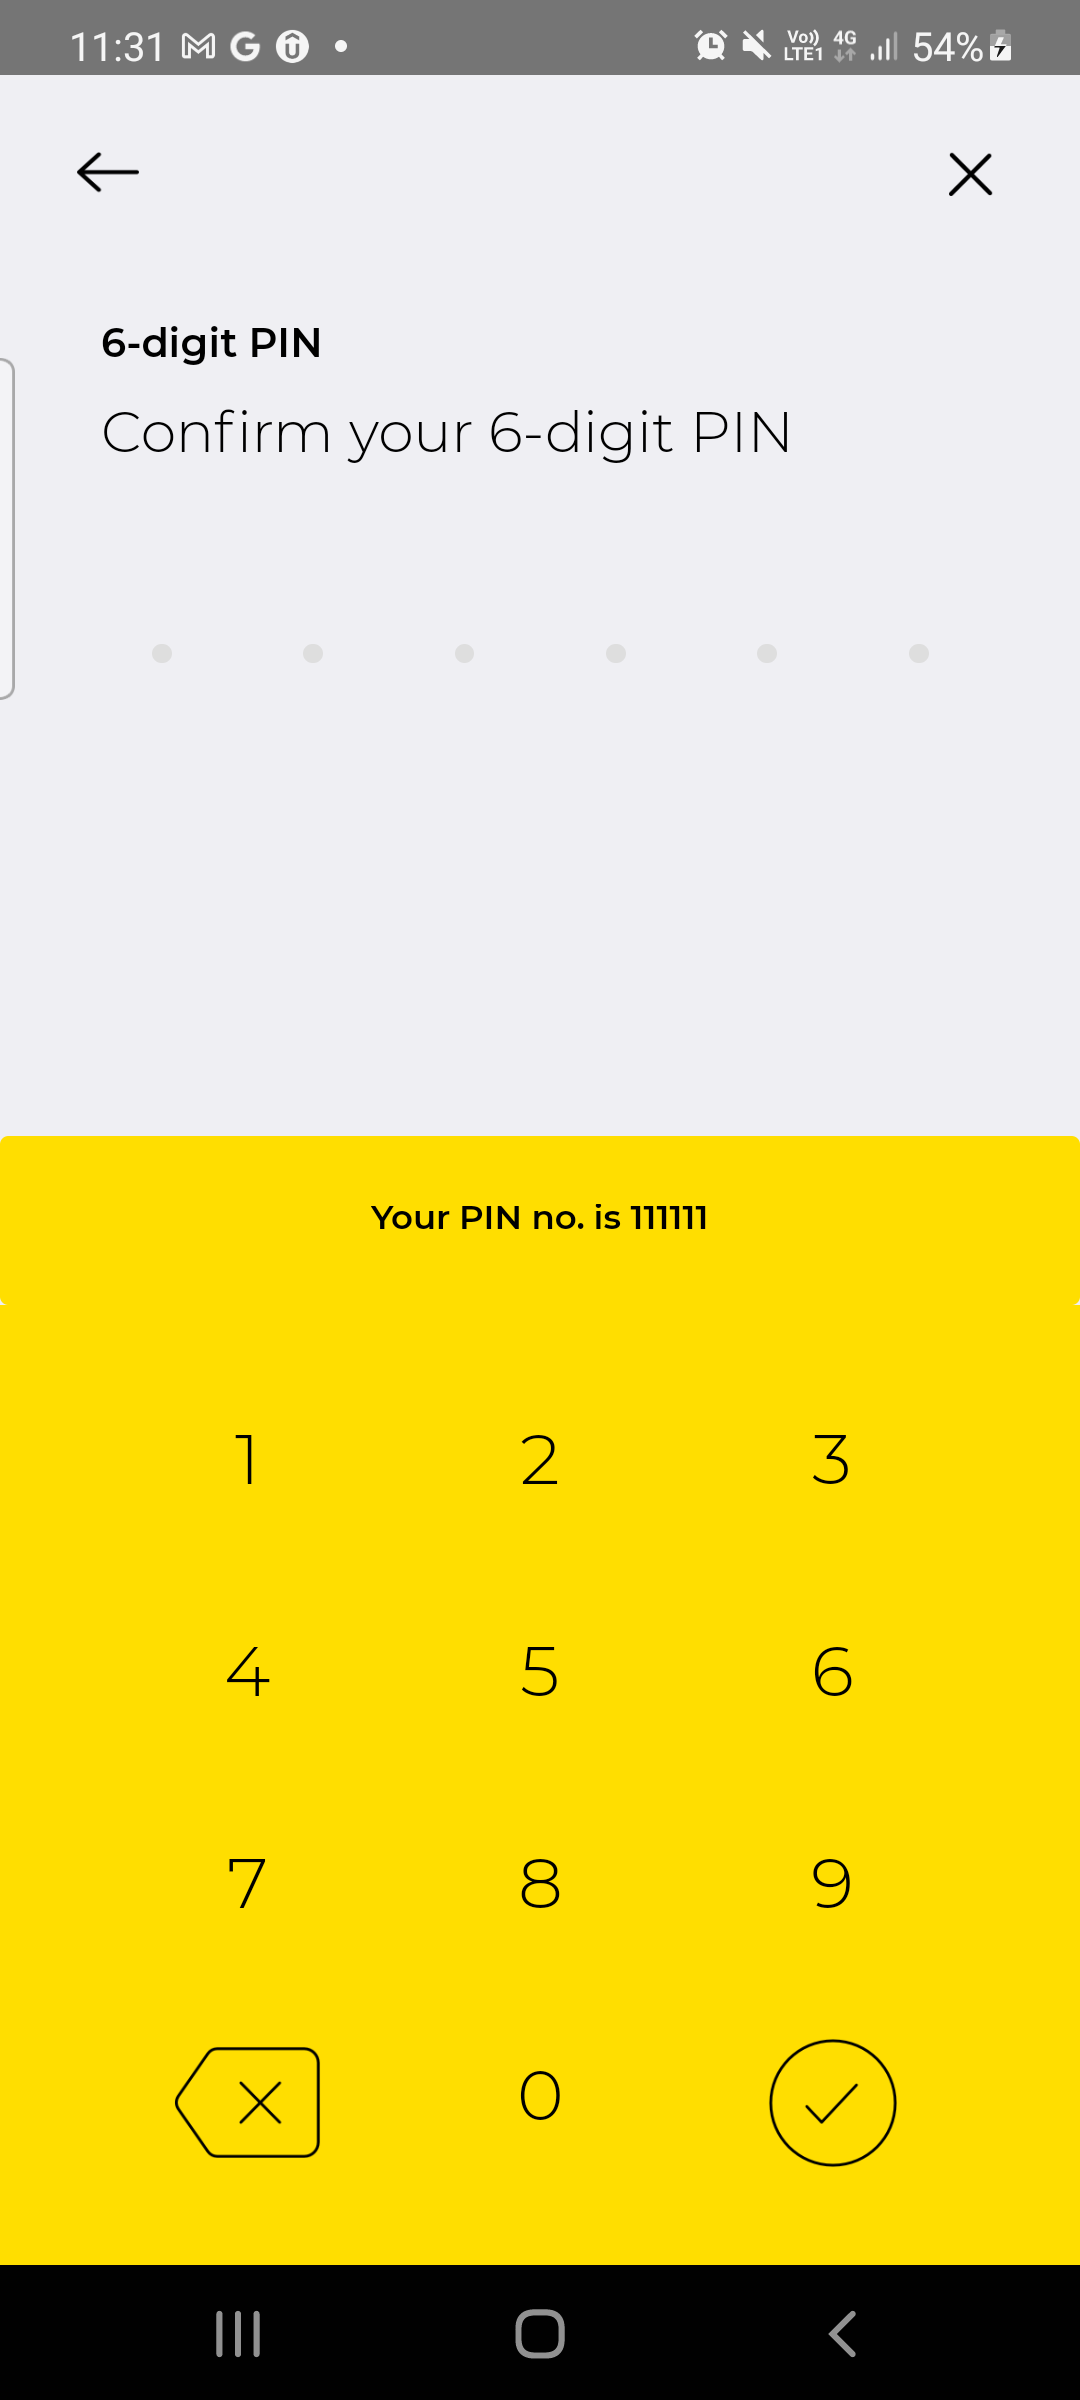 11:31
Vo)) 4G 54%
LTE1
6-digit PIN
Confirm your 6-digit PIN
Your PIN no. is 111111
1 2 3
4 5 6
7 8 9
0